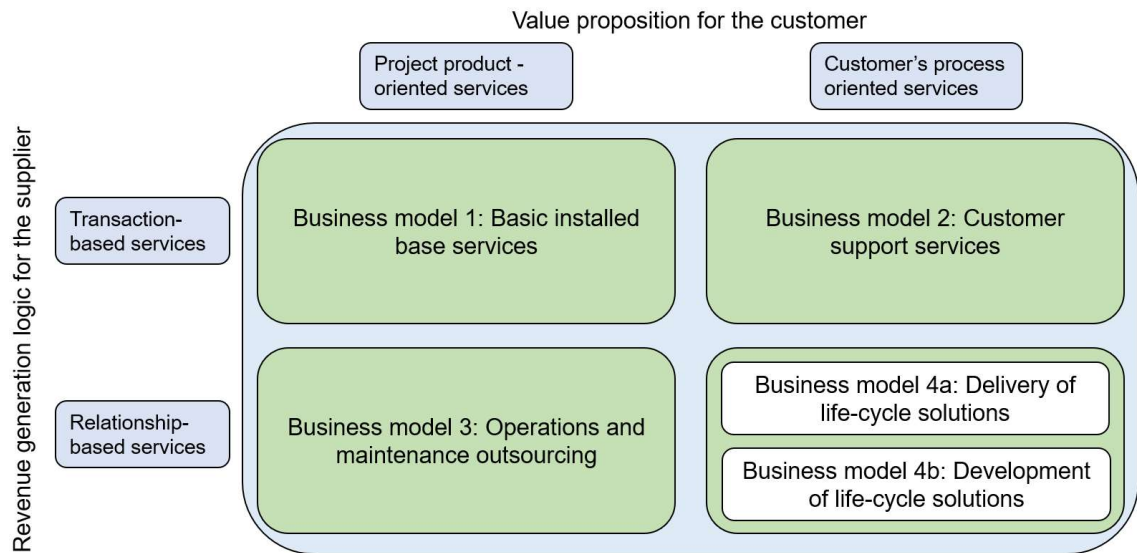 Value proposition for the customer
Project product -
oriented services
Customer's process
oriented services
Revenue generation logic for the supplier
Transaction-
based services
Business model 1: Basic installed
base services
Business model 2: Customer
support services
Relationship-
based services
Business model 3: Operations and
maintenance outsourcing
Business model 4a: Delivery of
life-cycle solutions
Business model 4b: Development
of life-cycle solutions